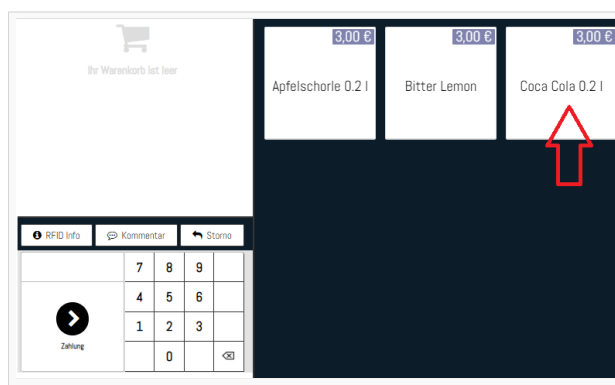 Ihr Warenkorb ist leer
3,00 €
3,00 €
3,00 €
Apfelschorle 0.2 l
Bitter Lemon
Coca Cola 0.2 l
RFID Info
Kommentar
Storno
7 8 9
4 5 6
1 2 3
0
Zahlung